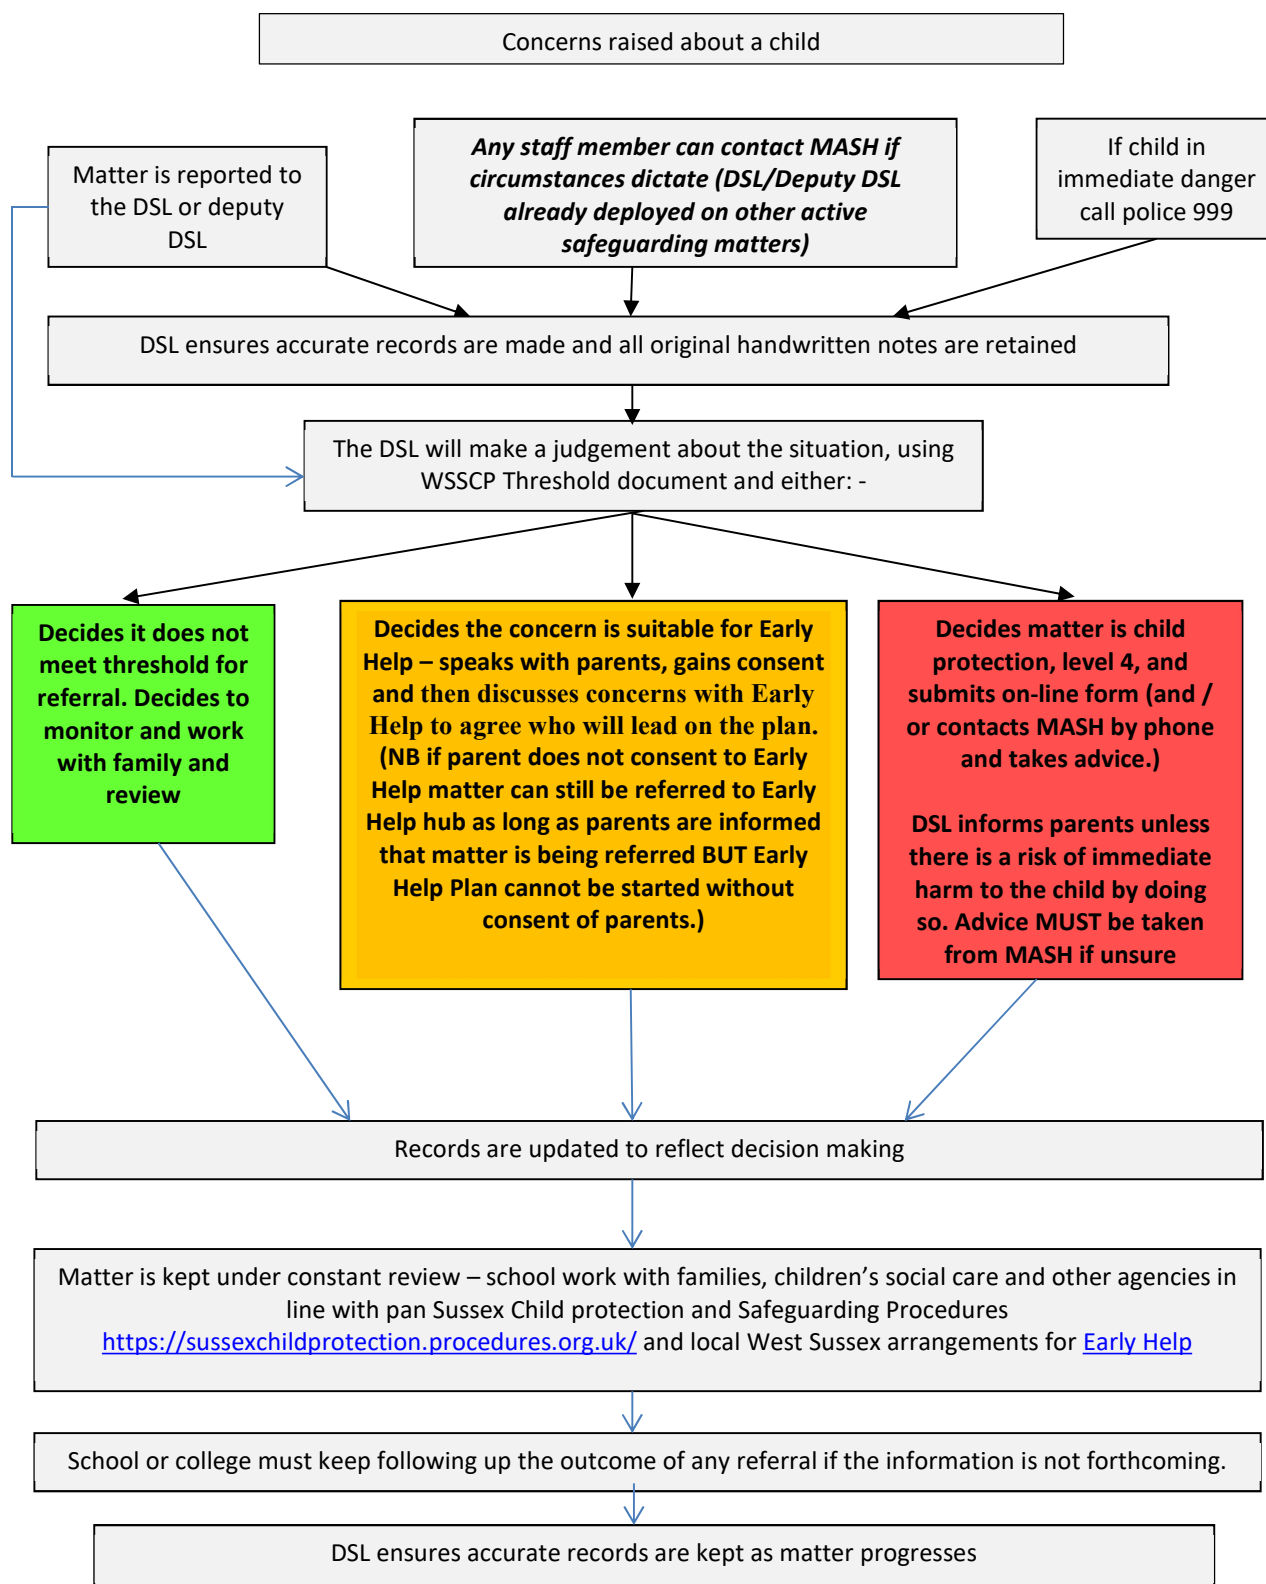 Concerns raised about a child
Matter is reported to
the DSL or deputy
DSL
Any staff member can contact MASH if
circumstances dictate (DSL/Deputy DSL
already deployed on other active
safeguarding matters)
If child in
immediate danger
call police 999
DSL ensures accurate records are made and all original handwritten notes are retained
The DSL will make a judgement about the situation, using
WSSCP Threshold document and either: -
Decides it does not
meet threshold for
referral. Decides to
monitor and work
with family and
review
Decides the concern is suitable for Early
Help – speaks with parents, gains consent
and then discusses concerns with Early
Help to agree who will lead on the plan.
(NB if parent does not consent to Early
Help matter can still be referred to Early
Help hub as long as parents are informed
that matter is being referred BUT Early
Help Plan cannot be started without
consent of parents.)
Decides matter is child
protection, level 4, and
submits on-line form (and /
or contacts MASH by phone
and takes advice.)
DSL informs parents unless
there is a risk of immediate
harm to the child by doing
so. Advice MUST be taken
from MASH if unsure
Records are updated to reflect decision making
Matter is kept under constant review – school work with families, children’s social care and other agencies in
line with pan Sussex Child protection and Safeguarding Procedures
https://sussexchildprotection.procedures.org.uk/ and local West Sussex arrangements for Early Help
School or college must keep following up the outcome of any referral if the information is not forthcoming.
DSL ensures accurate records are kept as matter progresses